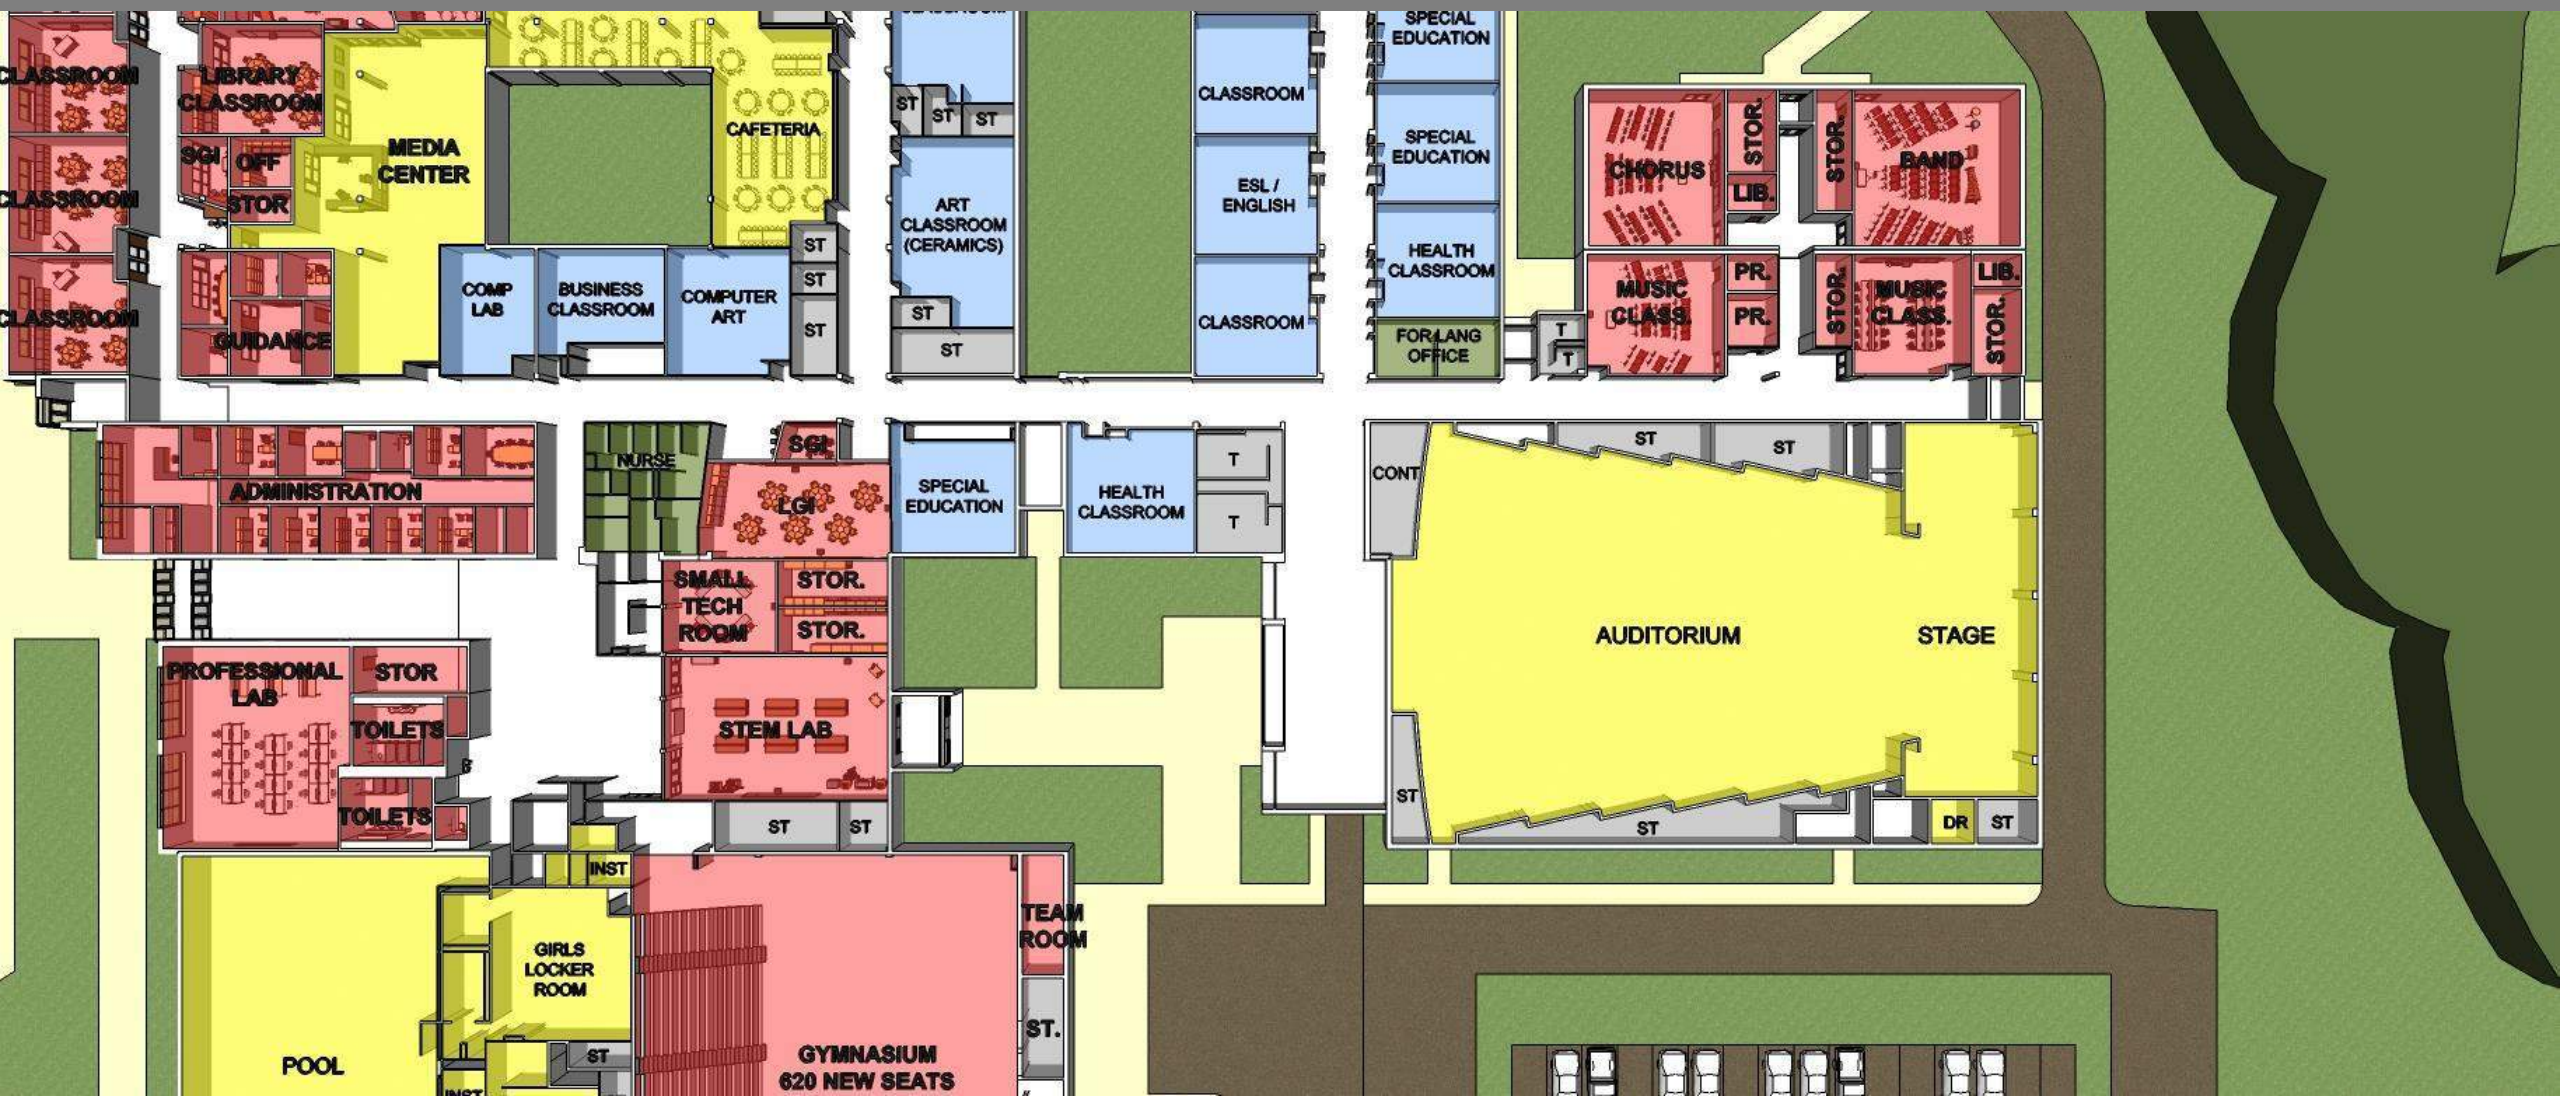 CLASSROOM
SPECIAL
EDUCATION
CLASSROOM
LIBRARY
CLASSROOM
ST
ST
ST
CLASSROOM
MEDIA
CENTER
CAFETERIA
SPECIAL
EDUCATION
CHORUS
STOR.
STOR.
BAND
LIB.
SGI
OFF
STOR
CLASSROOM
ART
CLASSROOM
(CERAMICS)
ESL /
ENGLISH
ST
ST
ST
HEALTH
CLASSROOM
COMP
LAB
BUSINESS
CLASSROOM
COMPUTER
ART
CLASSROOM
GUIDANCE
ST
ST
CLASSROOM
FOR LANG
OFFICE
T
T
MUSIC
CLASS.
PR.
PR.
STOR.
MUSIC
CLASS.
LIB.
STOR.
ADMINISTRATION
NURSE
SGI
LGI
SPECIAL
EDUCATION
HEALTH
CLASSROOM
T
T
CONT
ST
ST
SMALL
TECH
ROOM
STOR.
STOR.
AUDITORIUM
STAGE
PROFESSIONAL
LAB
STOR
TOILETS
TOILETS
STEM LAB
ST
ST
ST
ST
DR
ST
INST
GIRLS
LOCKER
ROOM
TEAM
ROOM
ST.
ST
POOL
INST
GYMNASIUM
620 NEW SEATS